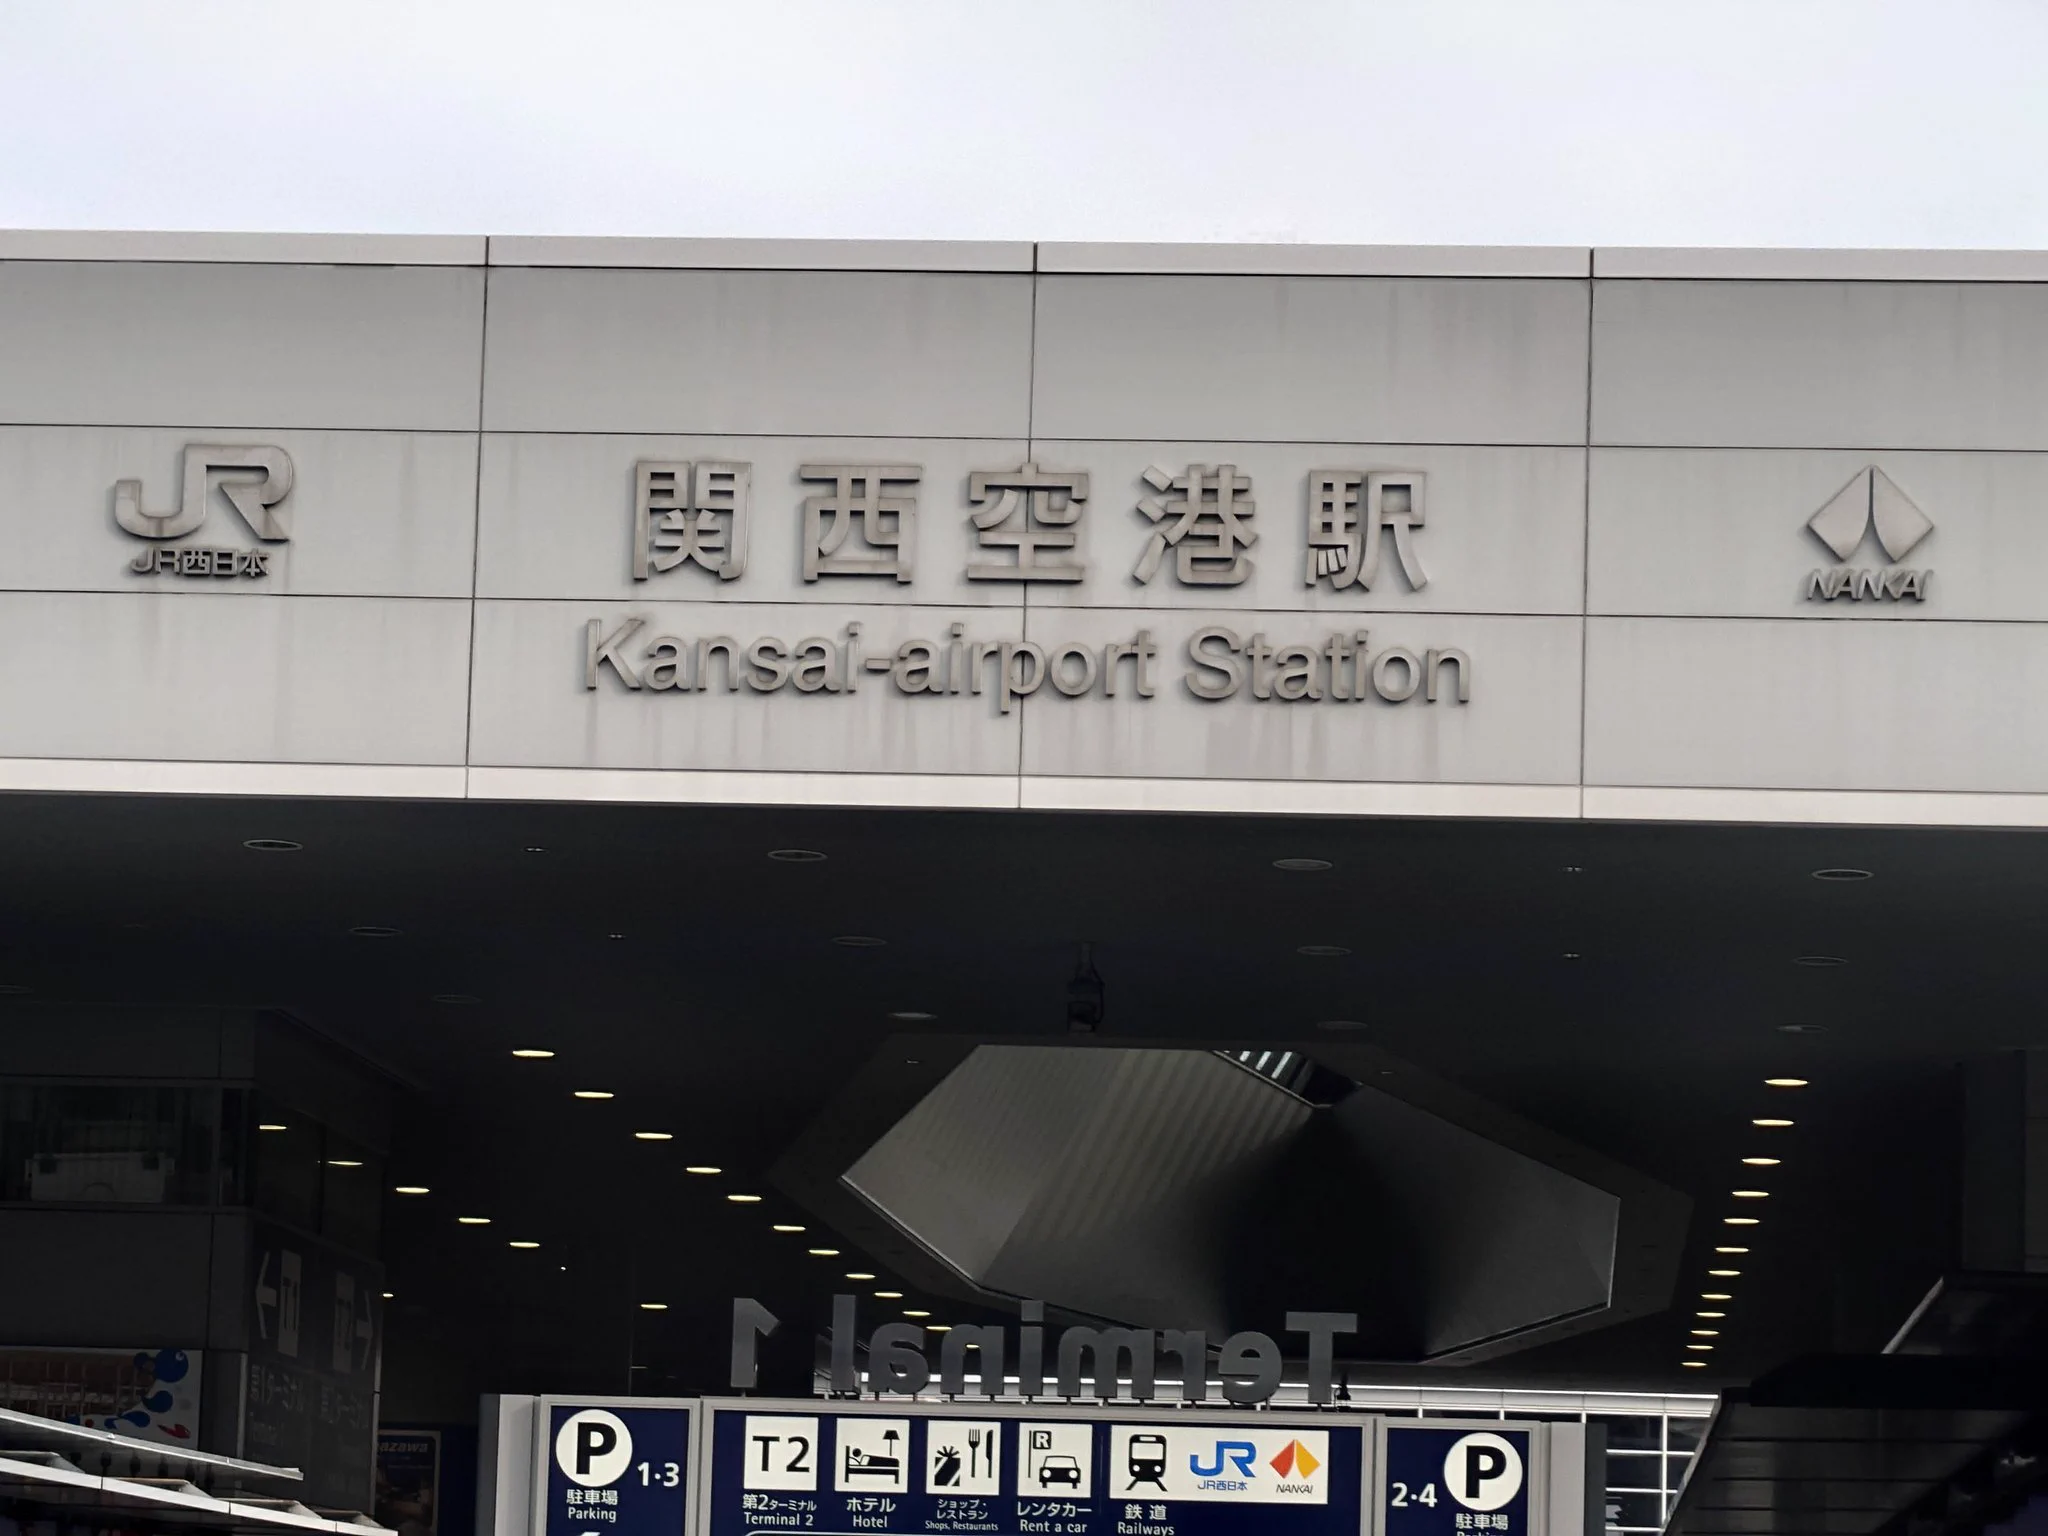 JR
JR西日本
関西空港駅
Kansai-airport Station
NANKAI
Terminal 1
T1
T2
azawa
P 1·3
駐車場
Parking
T2
第2ターミナル
Terminal 2
ホテル
Hotel
ショップ・
レストラン
Shops, Restaurants
R
レンタカー
Rent a car
鉄道
Railways
JR
JR西日本
NANKAI
2·4 P
駐車場